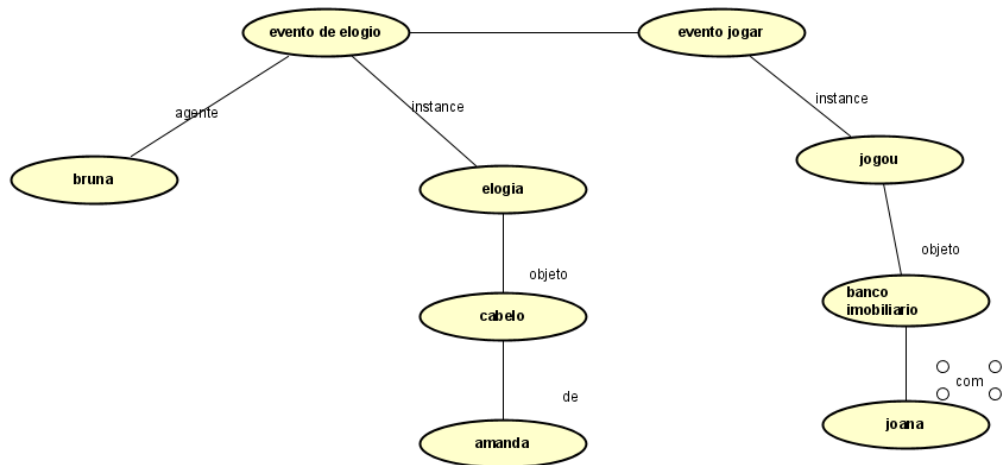 evento de elogio
evento jogar
agente
instance
instance
bruna
elogia
jogou
objeto
objeto
cabelo
banco
imobiliario
de
com
amanda
joana